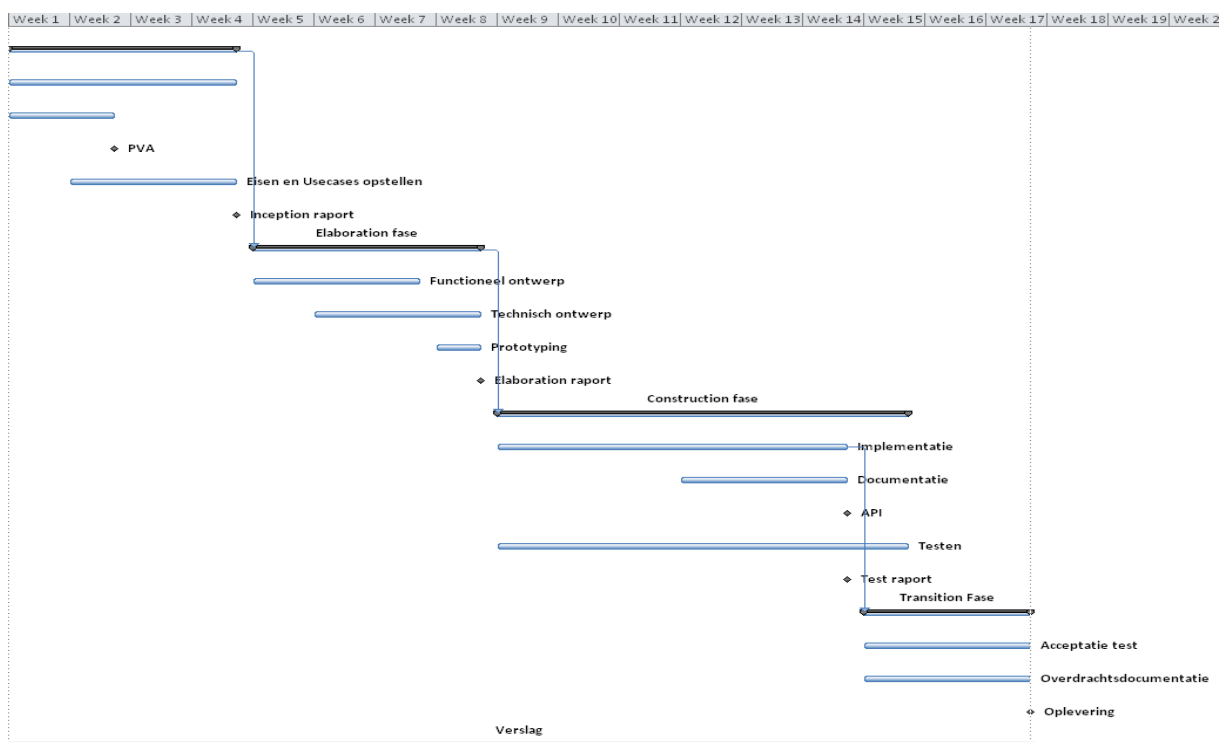 Week 1 Week 2 Week 3 Week 4 Week 5 Week 6 Week 7 Week 8 Week 9 Week 10 Week 11 Week 12 Week 13 Week 14 Week 15 Week 16 Week 17 Week 18 Week 19 Week 2
PVA
Eisen en Usecases opstellen
Inception raport
Elaboration fase
Functioneel ontwerp
Technisch ontwerp
Prototyping
Elaboration raport
Construction fase
Implementatie
Documentatie
API
Testen
Test raport
Transition Fase
Acceptatie test
Overdrachtsdocumentatie
Oplevering
Verslag